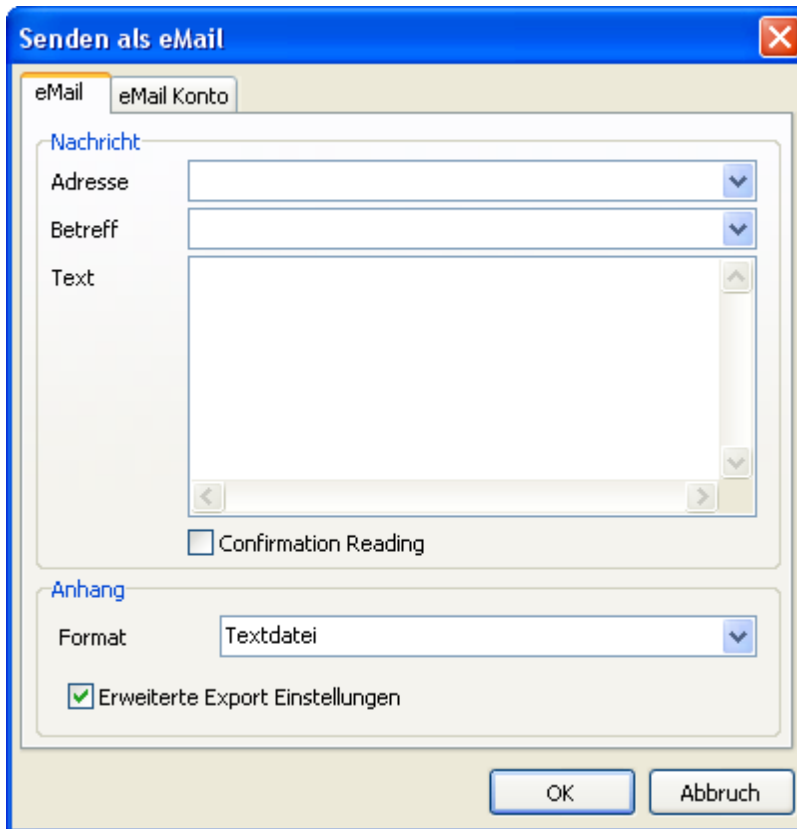 Senden als eMail
eMail eMail Konto
Nachricht
Adresse
Betreff
Text
Confirmation Reading
Anhang
Format Textdatei
Erweiterte Export Einstellungen
OK Abbruch